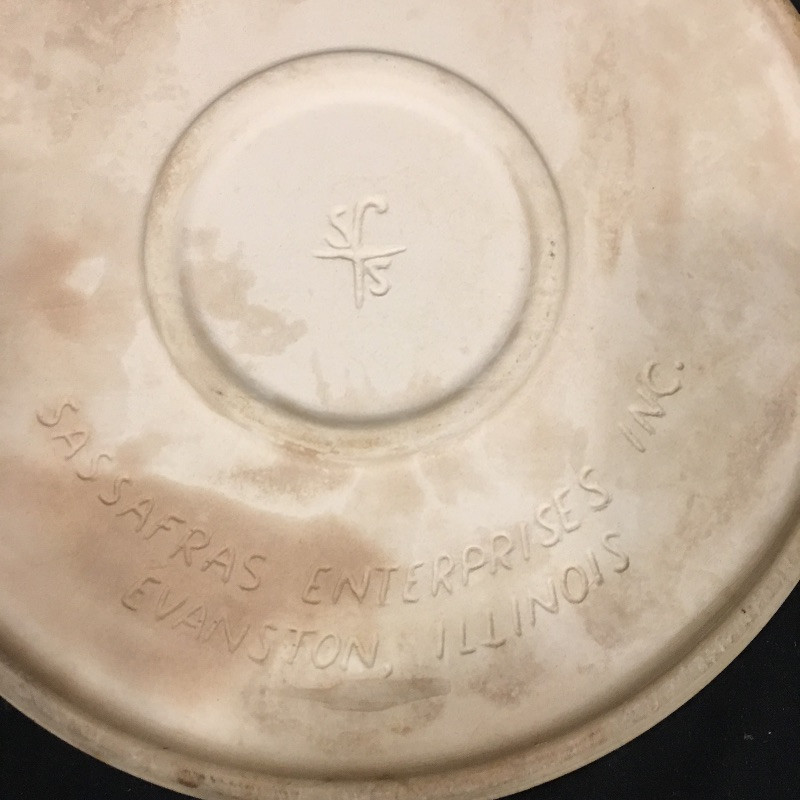 SASSAFRAS ENTERPRISES INC.
EVANSTON, ILLINOIS